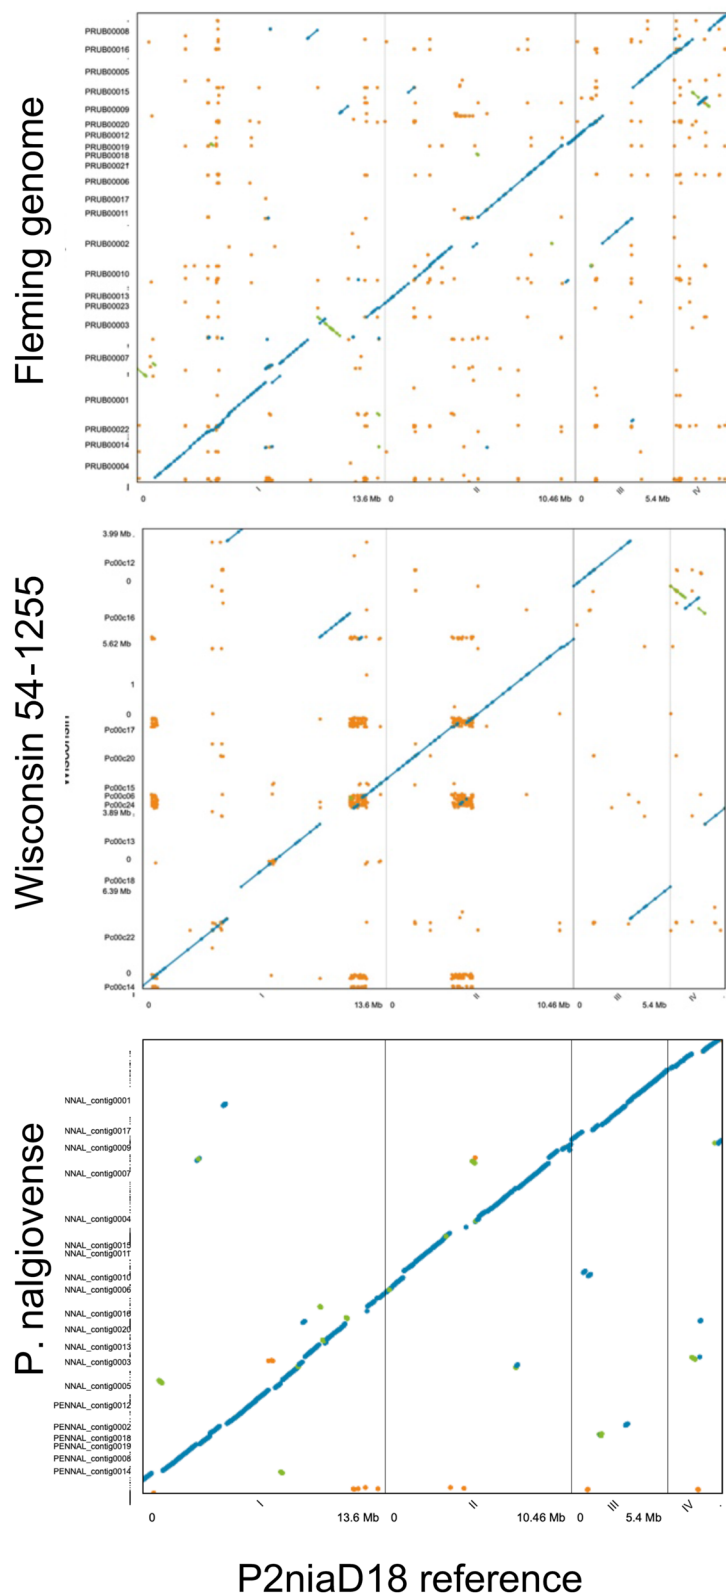 Fleming genome
PRUB00008
PRUB00016
PRUB00005
PRUB00015
PRUB00009
PRUB00020
PRUB00012
PRUB00019
PRUB00018
PRUB00021
PRUB00006
PRUB00017
PRUB00011
PRUB00002
PRUB00010
PRUB00013
PRUB00023
PRUB00003
PRUB00007
PRUB00001
PRUB00022
PRUB00014
PRUB00004
0 I 13.6 Mb 0 II 10.46 Mb 0 III 5.4 Mb IV
Wisconsin 54-1255
3.99 Mb
Pc00c12
0
Pc00c16
5.62 Mb
1
0
Pc00c17
Pc00c20
Pc00c15
Pc00c06
Pc00c24
3.89 Mb
Pc00c13
0
Pc00c18
6.39 Mb
Pc00c22
0
Pc00c14
0 I 13.6 Mb 0 II 10.46 Mb 0 III 5.4 Mb IV
P. nalgiovense
NNAL_contig0001
NNAL_contig0017
NNAL_contig0009
NNAL_contig0007
NNAL_contig0004
NNAL_contig0015
NNAL_contig0011
NNAL_contig0010
NNAL_contig0006
NNAL_contig0016
NNAL_contig0020
NNAL_contig0013
NNAL_contig0003
NNAL_contig0005
PENNAL_contig0012
PENNAL_contig0002
PENNAL_contig0018
PENNAL_contig0019
PENNAL_contig0008
PENNAL_contig0014
0 I 13.6 Mb 0 II 10.46 Mb 0 III 5.4 Mb IV
P2niaD18 reference